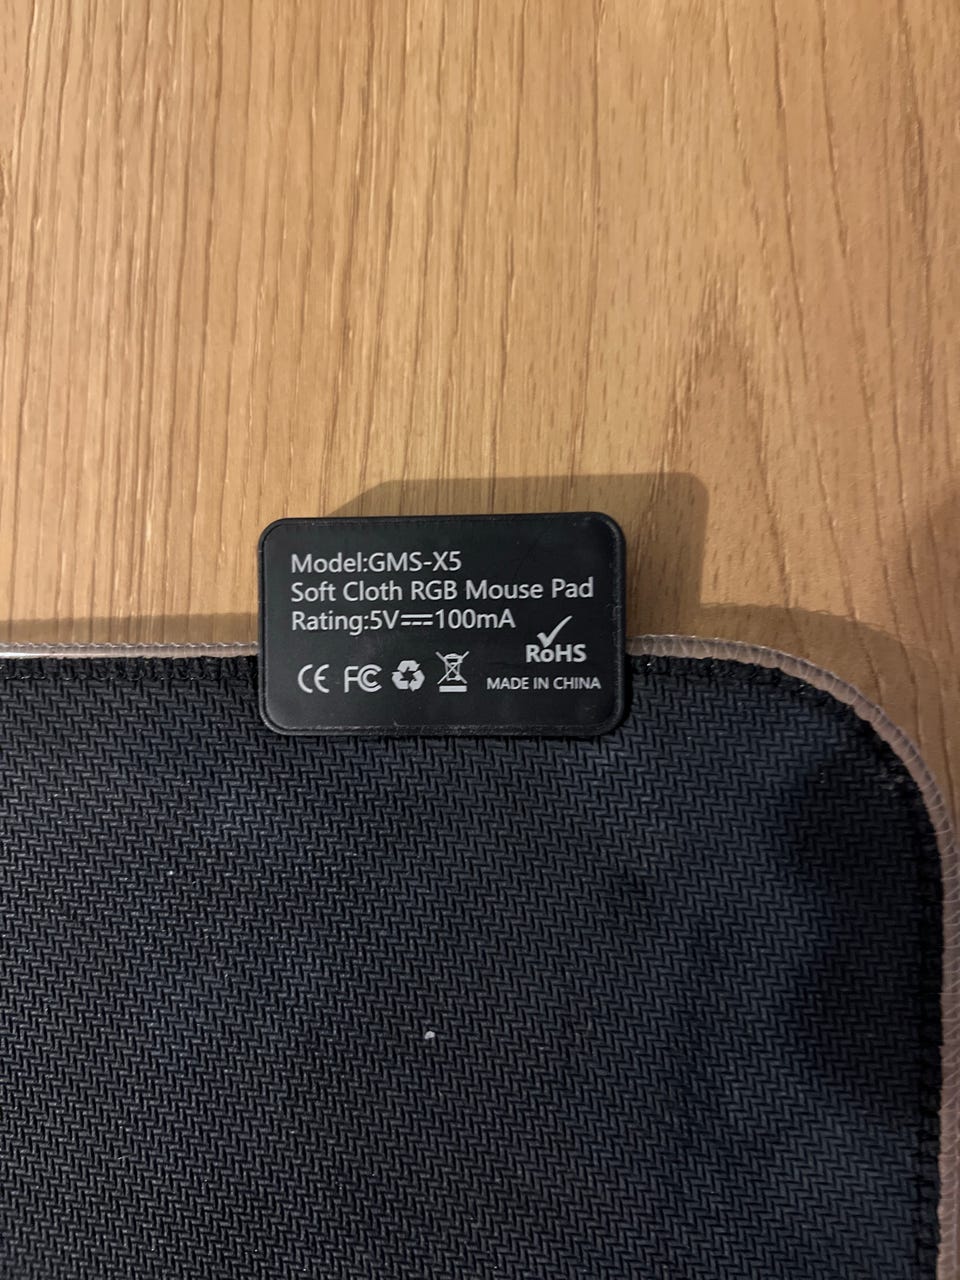 Model:GMS-X5
Soft Cloth RGB Mouse Pad
Rating:5V⎓100mA
RoHS
CE FC MADE IN CHINA